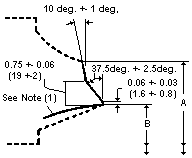 10 deg. +- 1 deg.
0.75 +- 0.06
(19 +-2)
37.5deg. +- 2.5deg.
0.06 +- 0.03
(1.6 +- 0.8)
See Note (1)
A
B